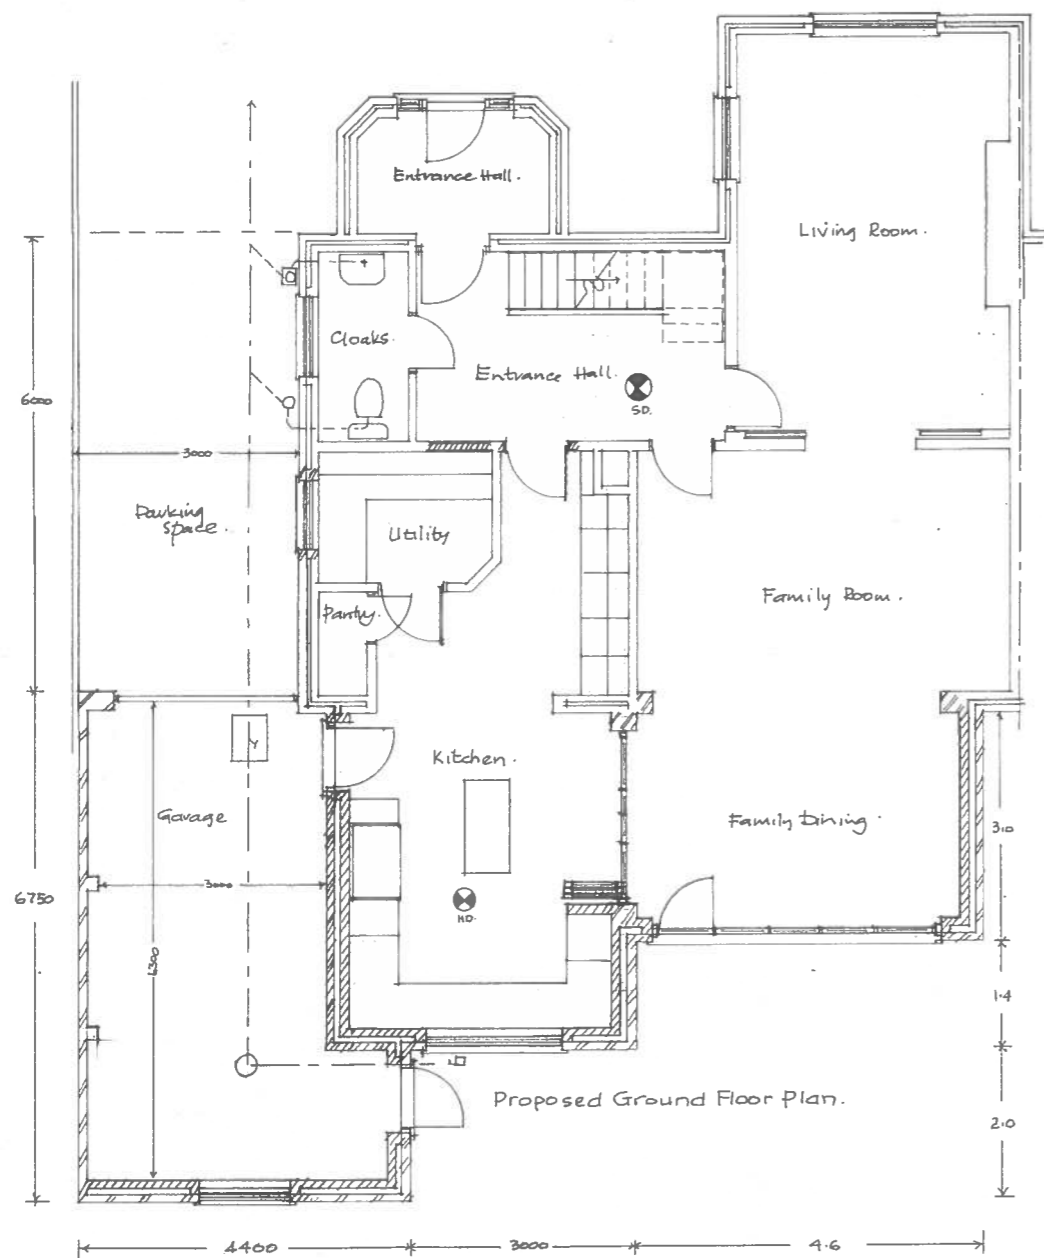 Entrance Hall.
Living Room.
Cloaks.
Entrance Hall.
SD.
6000
3000
Parking
Space.
Utility
Pantry.
Family Room.
Kitchen.
Y
Garage
Family Dining.
3.0
3000
HD.
6750
6300
1.4
Proposed Ground Floor Plan.
2.0
4400
3000
4.6